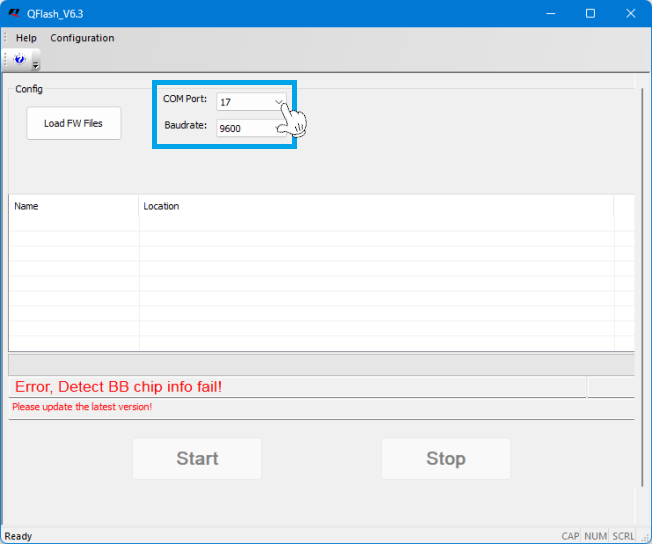 QFlash_V6.3
Help Configuration
Config
COM Port: 17
Load FW Files
Baudrate: 9600
Name Location
Error, Detect BB chip info fail!
Please update the latest version!
Start Stop
Ready CAP NUM SCRL